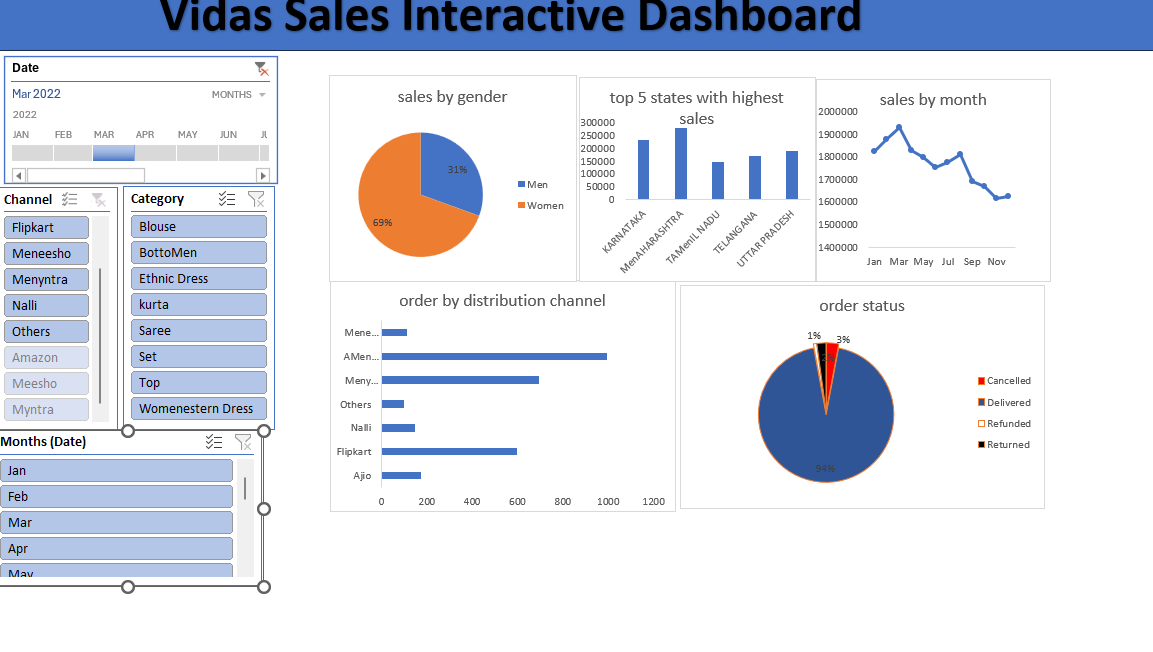 Vidas Sales Interactive Dashboard
Date
Mar 2022
MONTHS
2022
JAN FEB MAR APR MAY JUN
Channel
Flipkart
Meneesho
Menyntra
Nalli
Others
Amazon
Meesho
Myntra
Category
Blouse
BottoMen
Ethnic Dress
kurta
Saree
Set
Top
Womenestern Dress
Months (Date)
Jan
Feb
Mar
Apr
May
sales by gender
31%
69%
Men
Women
top 5 states with highest
sales
300000
250000
200000
150000
100000
50000
0
KARNATAKA
MenAHARASHTRA
TAMenIL NADU
TELANGANA
UTTAR PRADESH
sales by month
2000000
1900000
1800000
1700000
1600000
1500000
1400000
Jan Mar May Jul Sep Nov
order by distribution channel
Mene...
AMen...
Meny...
Others
Nalli
Flipkart
Ajio
0 200 400 600 800 1000 1200
order status
1%
3%
2%
94%
Cancelled
Delivered
Refunded
Returned